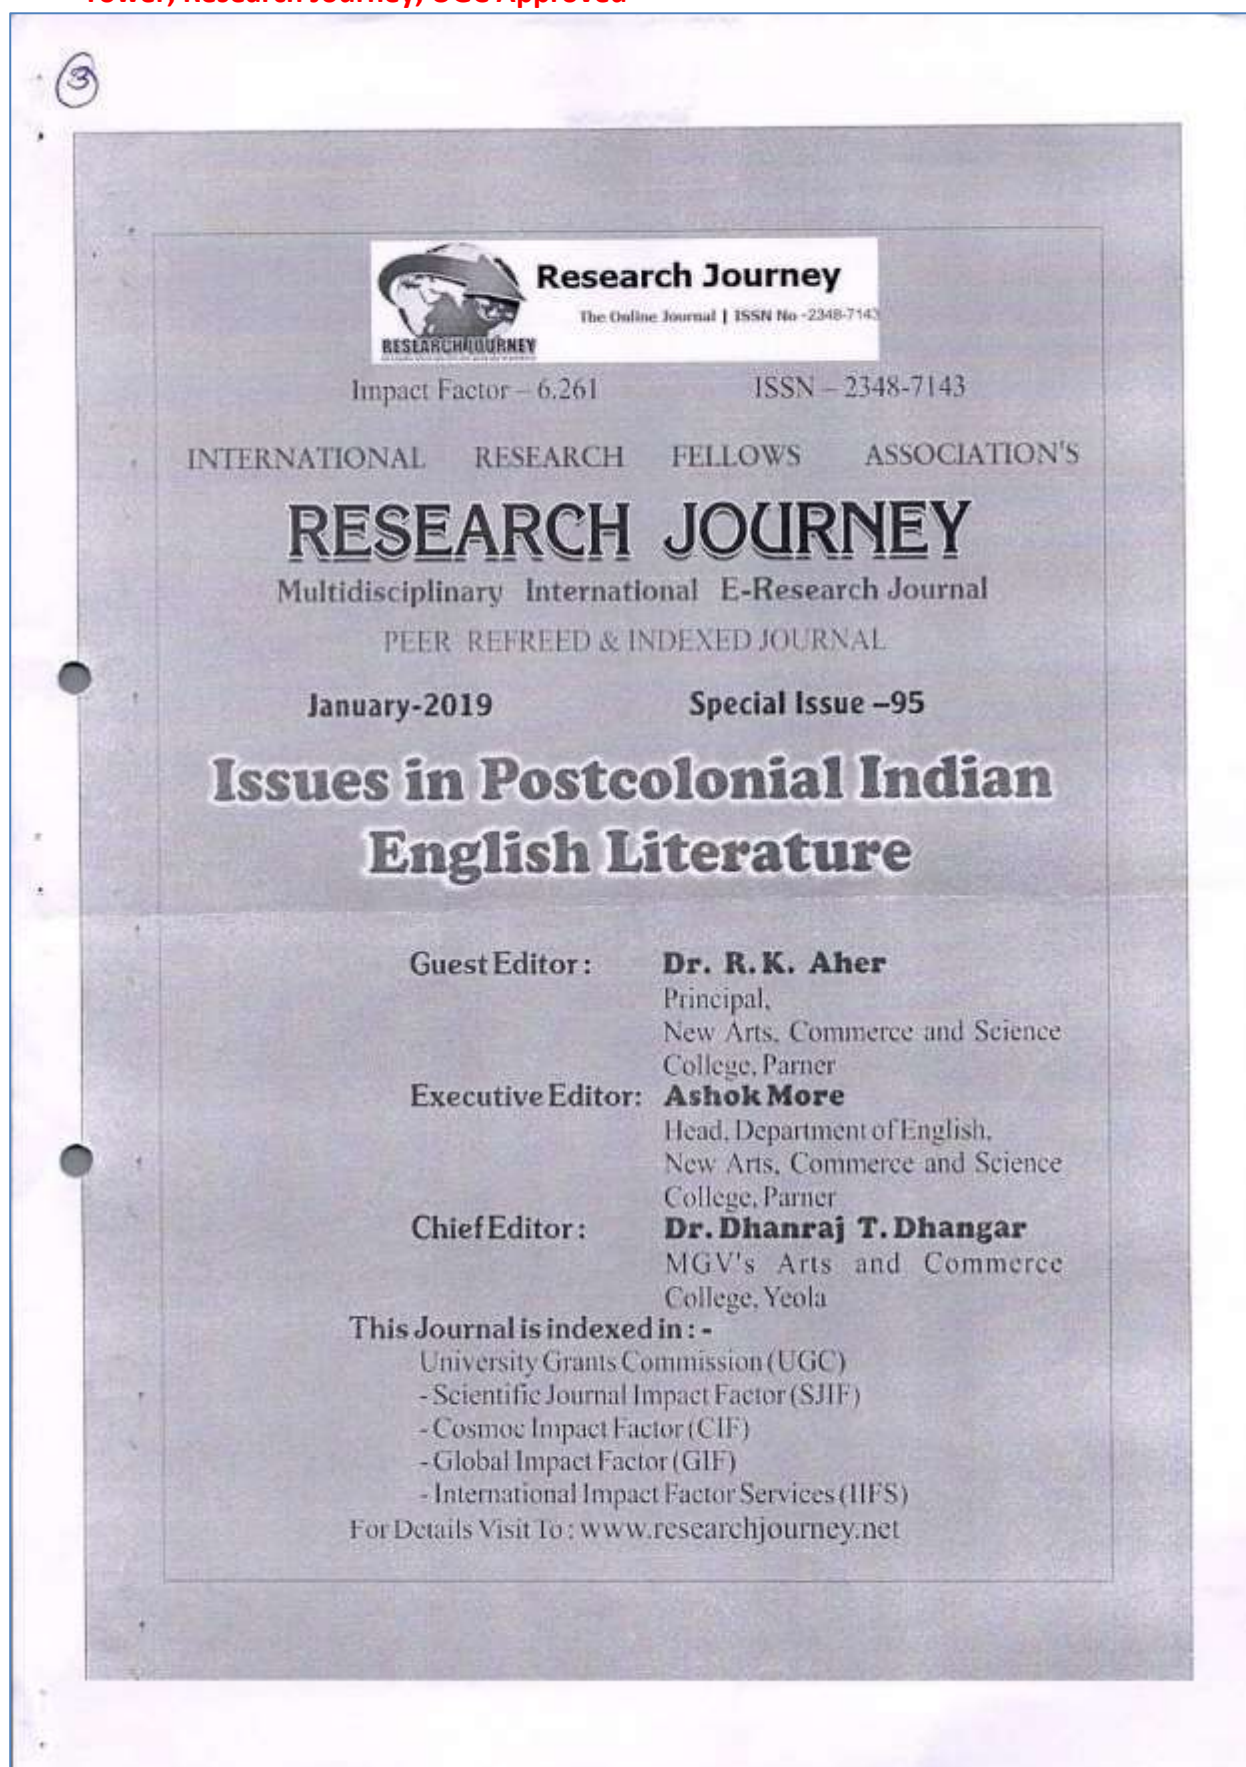 Tower, Research Journey, UGC Approved
3
Research Journey
The Online Journal | ISSN No -2348-7143
RESEARCHJOURNEY
Impact Factor – 6.261 ISSN – 2348-7143
INTERNATIONAL RESEARCH FELLOWS ASSOCIATION'S
RESEARCH JOURNEY
Multidisciplinary International E-Research Journal
PEER REFREED & INDEXED JOURNAL
January-2019 Special Issue –95
Issues in Postcolonial Indian
English Literature
Guest Editor : Dr. R. K. Aher
Principal,
New Arts, Commerce and Science
College, Parner
Executive Editor: Ashok More
Head, Department of English,
New Arts, Commerce and Science
College, Parner
Chief Editor : Dr. Dhanraj T. Dhangar
MGV's Arts and Commerce
College, Yeola
This Journal is indexed in : -
University Grants Commission (UGC)
- Scientific Journal Impact Factor (SJIF)
- Cosmoc Impact Factor (CIF)
- Global Impact Factor (GIF)
- International Impact Factor Services (IIFS)
For Details Visit To : www.researchjourney.net